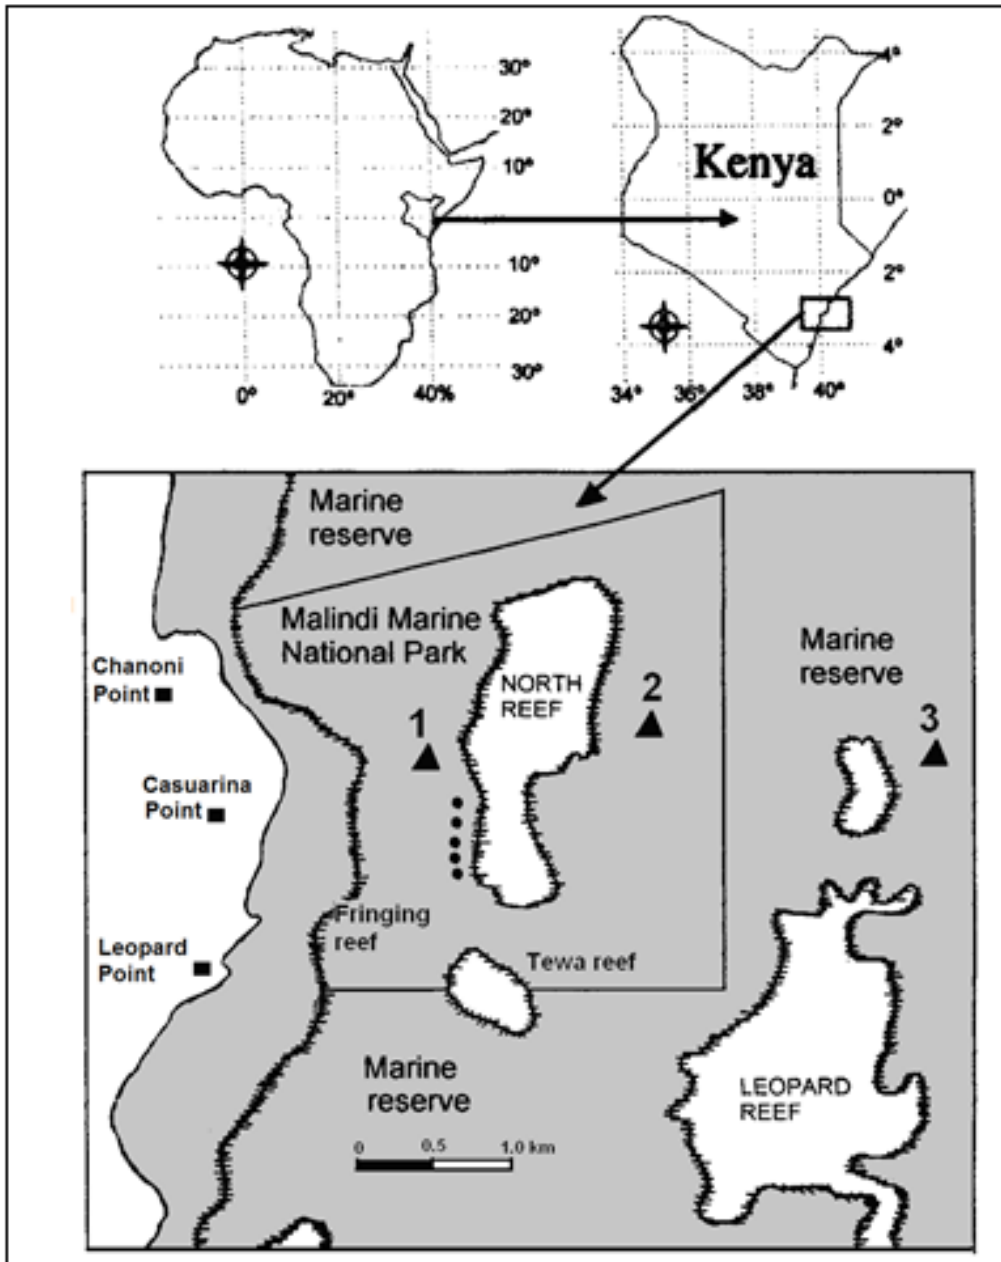 30°
20°
10°
10°
20°
30°
0°
20°
40%
Kenya
4°
2°
0°
2°
4°
34°
36°
38°
40°
Marine
reserve
Malindi Marine
National Park
NORTH
REEF
Marine
reserve
1
2
3
Chanoni
Point
Casuarina
Point
Leopard
Point
Fringing
reef
Tewa reef
Marine
reserve
LEOPARD
REEF
0 0.5 1.0 km